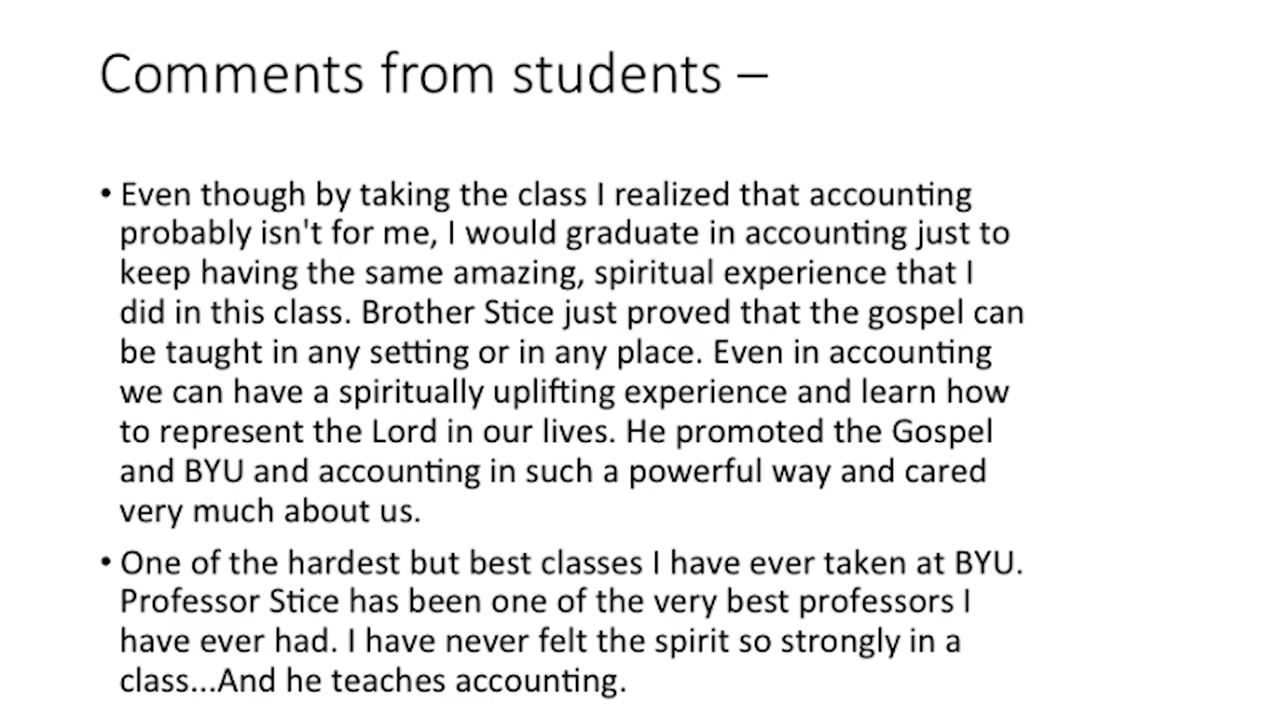 Comments from students –
• Even though by taking the class I realized that accounting
probably isn't for me, I would graduate in accounting just to
keep having the same amazing, spiritual experience that I
did in this class. Brother Stice just proved that the gospel can
be taught in any setting or in any place. Even in accounting
we can have a spiritually uplifting experience and learn how
to represent the Lord in our lives. He promoted the Gospel
and BYU and accounting in such a powerful way and cared
very much about us.
• One of the hardest but best classes I have ever taken at BYU.
Professor Stice has been one of the very best professors I
have ever had. I have never felt the spirit so strongly in a
class...And he teaches accounting.